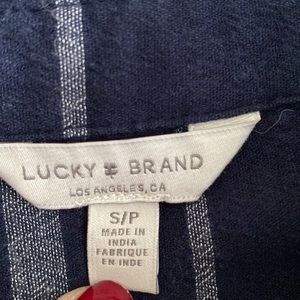 LUCKY BRAND
LOS ANGELES, CA
S/P
MADE IN
INDIA
FABRIQUE
EN INDE